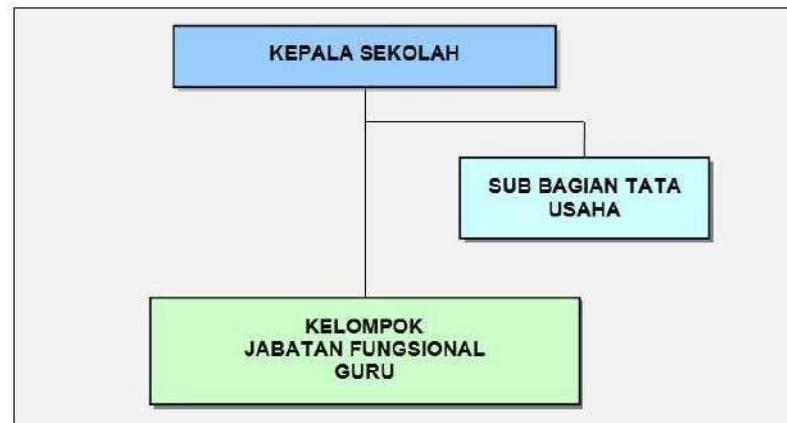 KEPALA SEKOLAH
SUB BAGIAN TATA
USAHA
KELOMPOK
JABATAN FUNGSIONAL
GURU